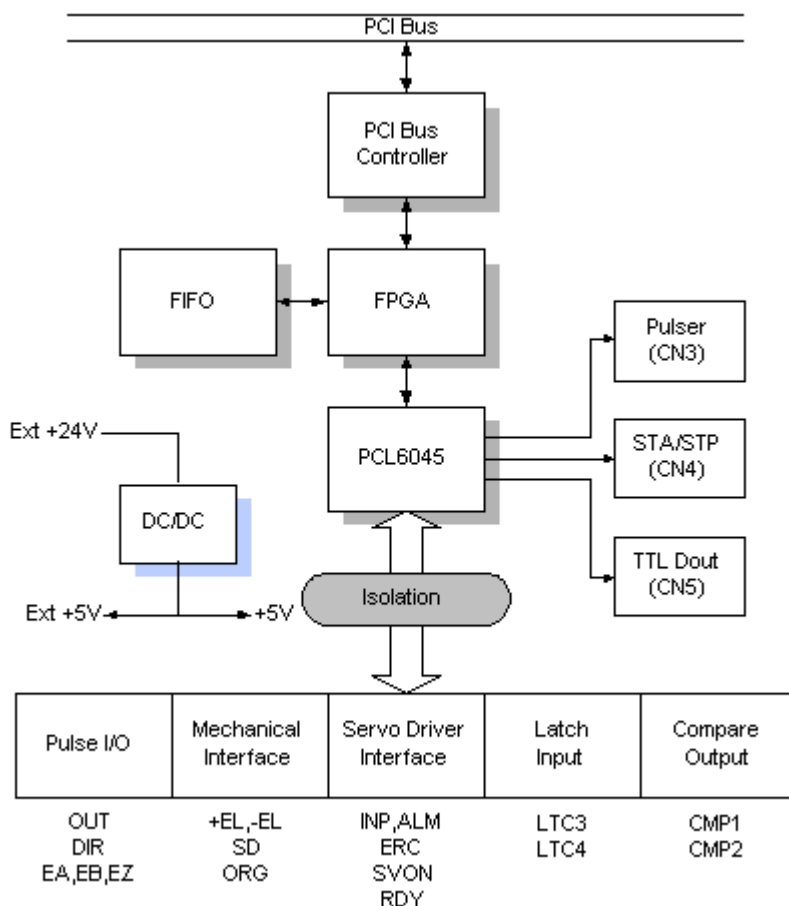 PCI Bus
PCI Bus
Controller
FIFO
FPGA
Pulser
(CN3)
Ext +24V
PCL6045
STA/STP
(CN4)
DC/DC
TTL Dout
(CN5)
Isolation
Ext +5V
+5V
Pulse I/O
Mechanical
Interface
Servo Driver
Interface
Latch
Input
Compare
Output
OUT
DIR
EA,EB,EZ
+EL,-EL
SD
ORG
INP,ALM
ERC
SVON
RDY
LTC3
LTC4
CMP1
CMP2